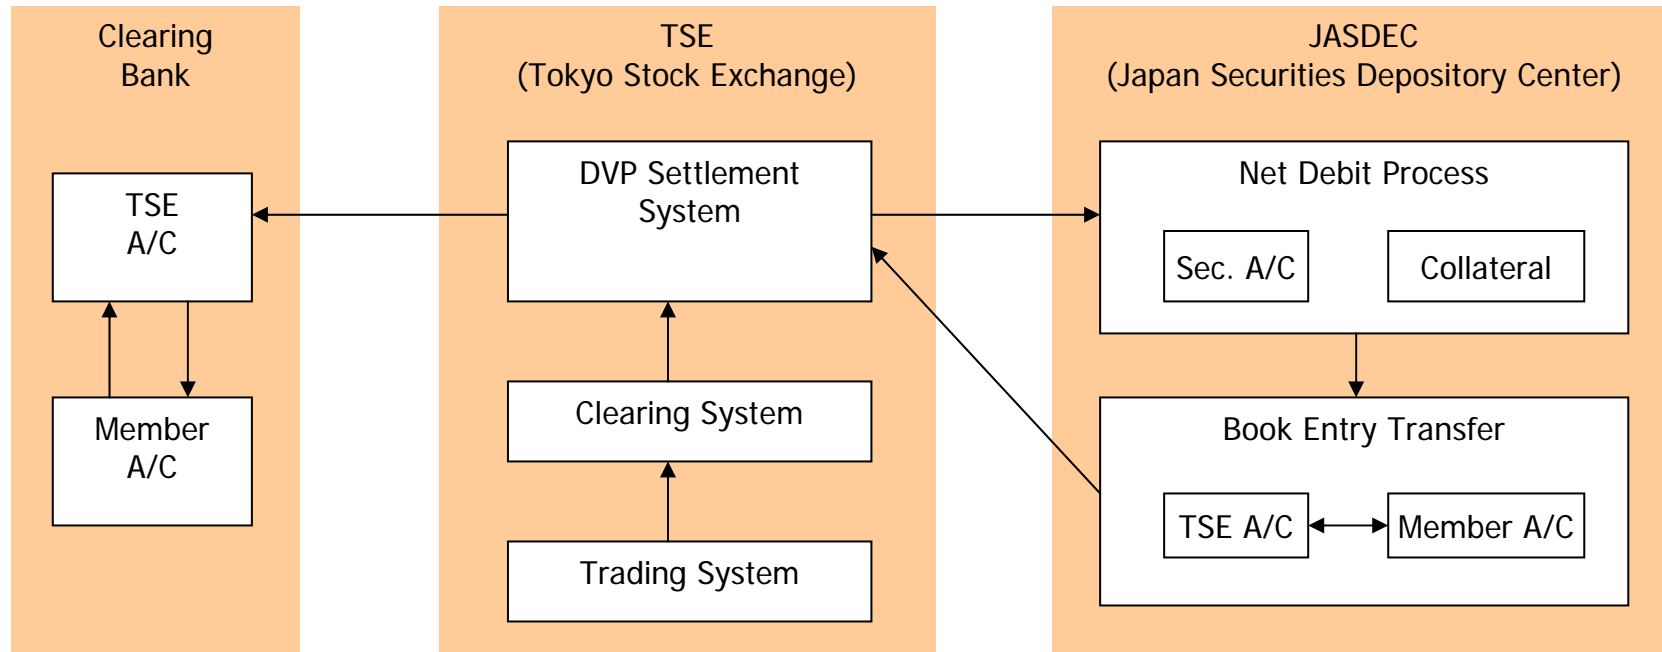 Clearing
Bank
TSE
A/C
Member
A/C
TSE
(Tokyo Stock Exchange)
DVP Settlement
System
Clearing System
Trading System
JASDEC
(Japan Securities Depository Center)
Net Debit Process
Sec. A/C
Collateral
Book Entry Transfer
TSE A/C
Member A/C